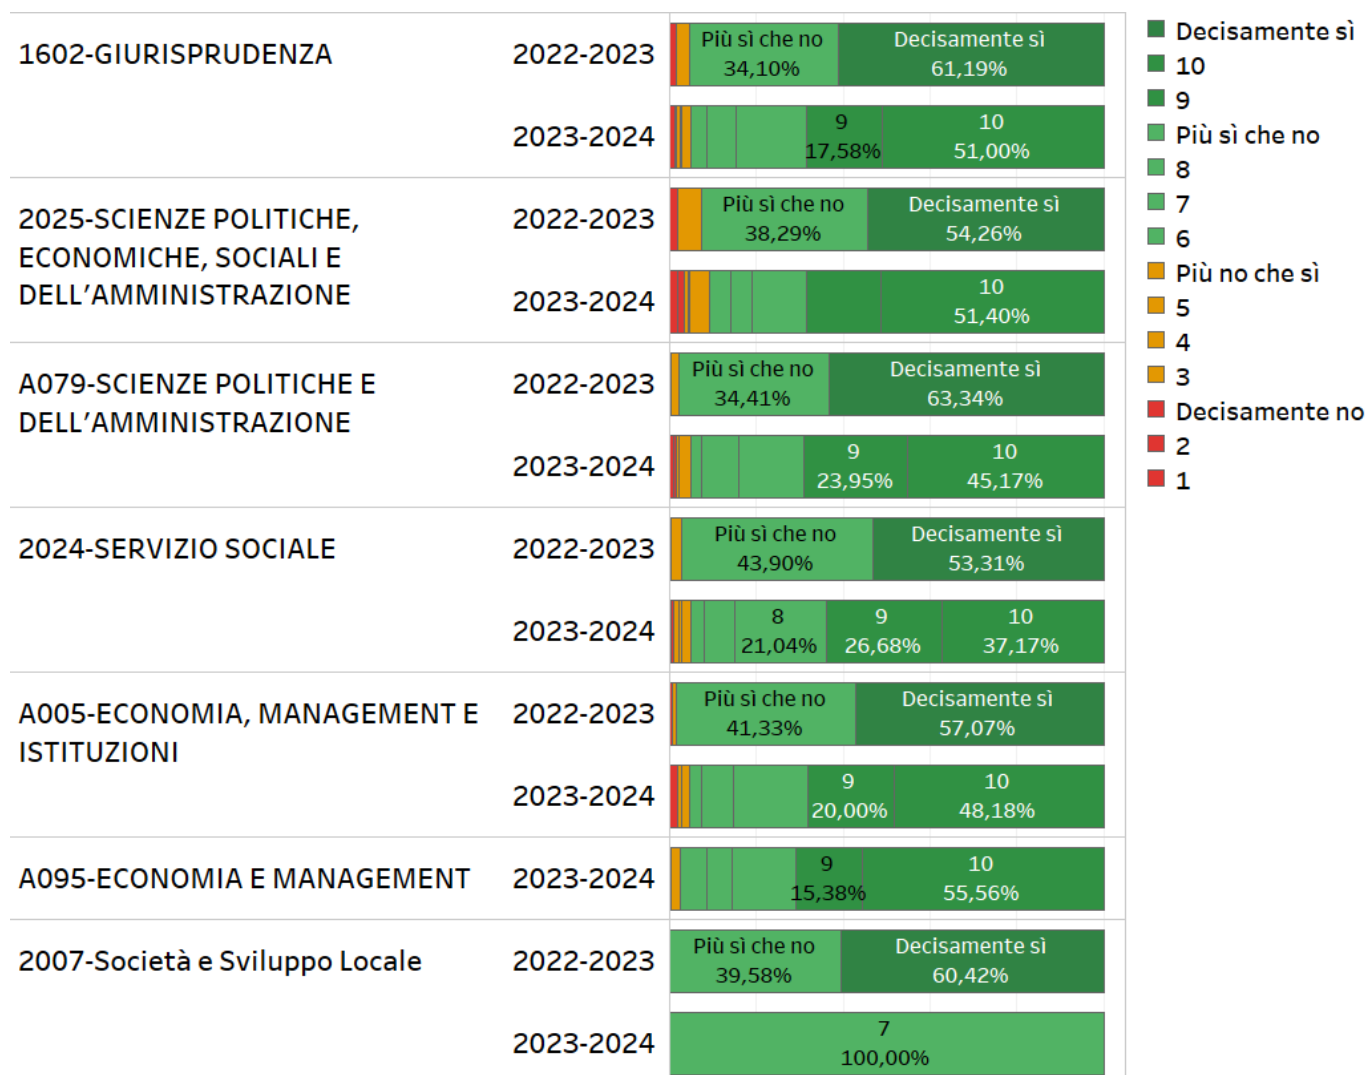 1602-GIURISPRUDENZA
2022-2023
Più sì che no
34,10%
Decisamente sì
61,19%
2023-2024
9
17,58%
10
51,00%
2025-SCIENZE POLITICHE,
ECONOMICHE, SOCIALI E
DELL’AMMINISTRAZIONE
2022-2023
Più sì che no
38,29%
Decisamente sì
54,26%
2023-2024
10
51,40%
A079-SCIENZE POLITICHE E
DELL’AMMINISTRAZIONE
2022-2023
Più sì che no
34,41%
Decisamente sì
63,34%
2023-2024
9
23,95%
10
45,17%
2024-SERVIZIO SOCIALE
2022-2023
Più sì che no
43,90%
Decisamente sì
53,31%
2023-2024
8
21,04%
9
26,68%
10
37,17%
A005-ECONOMIA, MANAGEMENT E
ISTITUZIONI
2022-2023
Più sì che no
41,33%
Decisamente sì
57,07%
2023-2024
9
20,00%
10
48,18%
A095-ECONOMIA E MANAGEMENT
2023-2024
9
15,38%
10
55,56%
2007-Società e Sviluppo Locale
2022-2023
Più sì che no
39,58%
Decisamente sì
60,42%
2023-2024
7
100,00%
Decisamente sì
10
9
Più sì che no
8
7
6
Più no che sì
5
4
3
Decisamente no
2
1